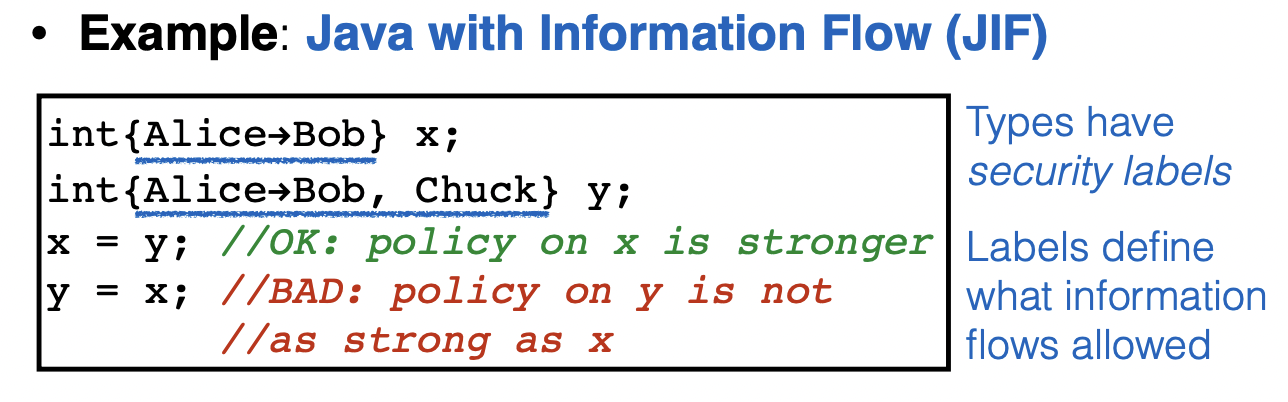 • Example: Java with Information Flow (JIF)
int{Alice→Bob} x;
int{Alice→Bob, Chuck} y;
x = y; //OK: policy on x is stronger
y = x; //BAD: policy on y is not
//as strong as x
Types have
security labels
Labels define
what information
flows allowed